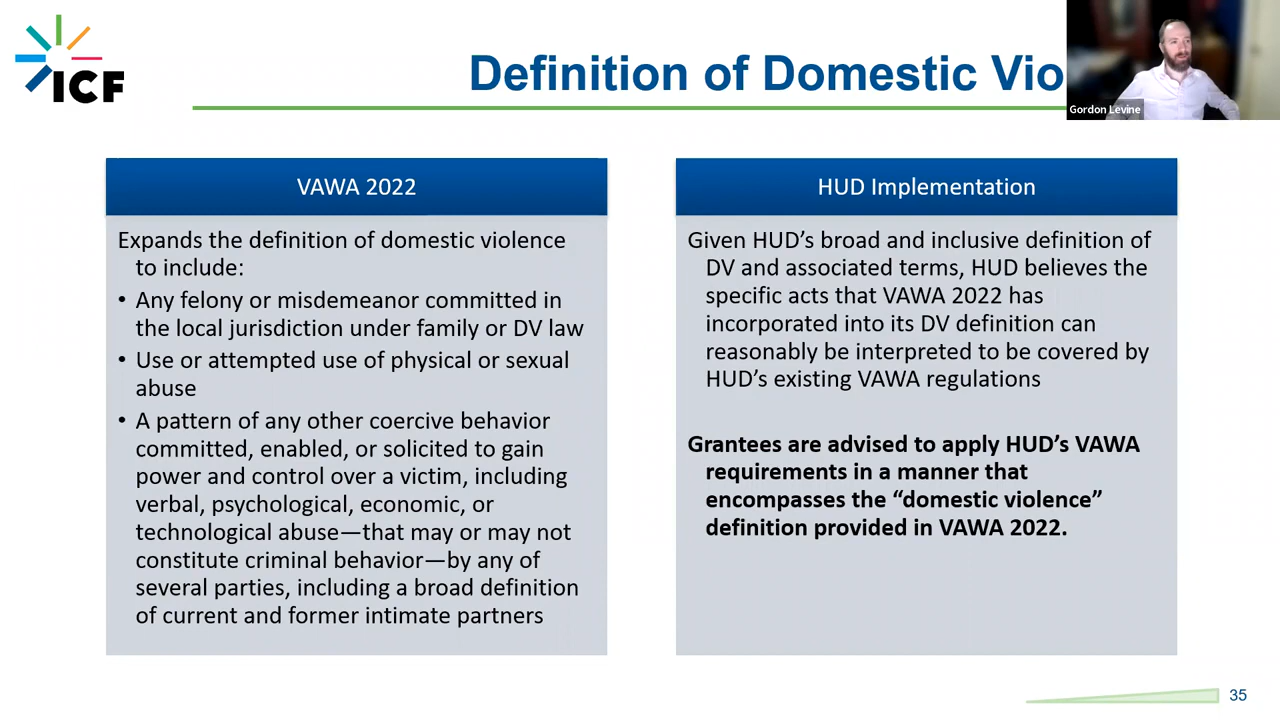 ICF
Definition of Domestic Vio
Gordon Levine
VAWA 2022
Expands the definition of domestic violence
to include:
• Any felony or misdemeanor committed in
the local jurisdiction under family or DV law
• Use or attempted use of physical or sexual
abuse
• A pattern of any other coercive behavior
committed, enabled, or solicited to gain
power and control over a victim, including
verbal, psychological, economic, or
technological abuse—that may or may not
constitute criminal behavior—by any of
several parties, including a broad definition
of current and former intimate partners
HUD Implementation
Given HUD’s broad and inclusive definition of
DV and associated terms, HUD believes the
specific acts that VAWA 2022 has
incorporated into its DV definition can
reasonably be interpreted to be covered by
HUD’s existing VAWA regulations
Grantees are advised to apply HUD’s VAWA
requirements in a manner that
encompasses the “domestic violence”
definition provided in VAWA 2022.
35